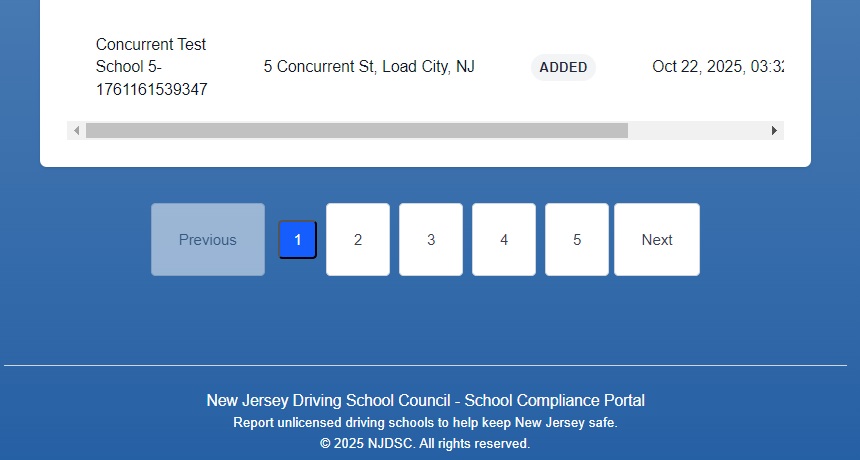 Concurrent Test
School 5-
1761161539347
5 Concurrent St, Load City, NJ
ADDED
Oct 22, 2025, 03:32
Previous
1
2
3
4
5
Next
New Jersey Driving School Council - School Compliance Portal
Report unlicensed driving schools to help keep New Jersey safe.
© 2025 NJDSC. All rights reserved.